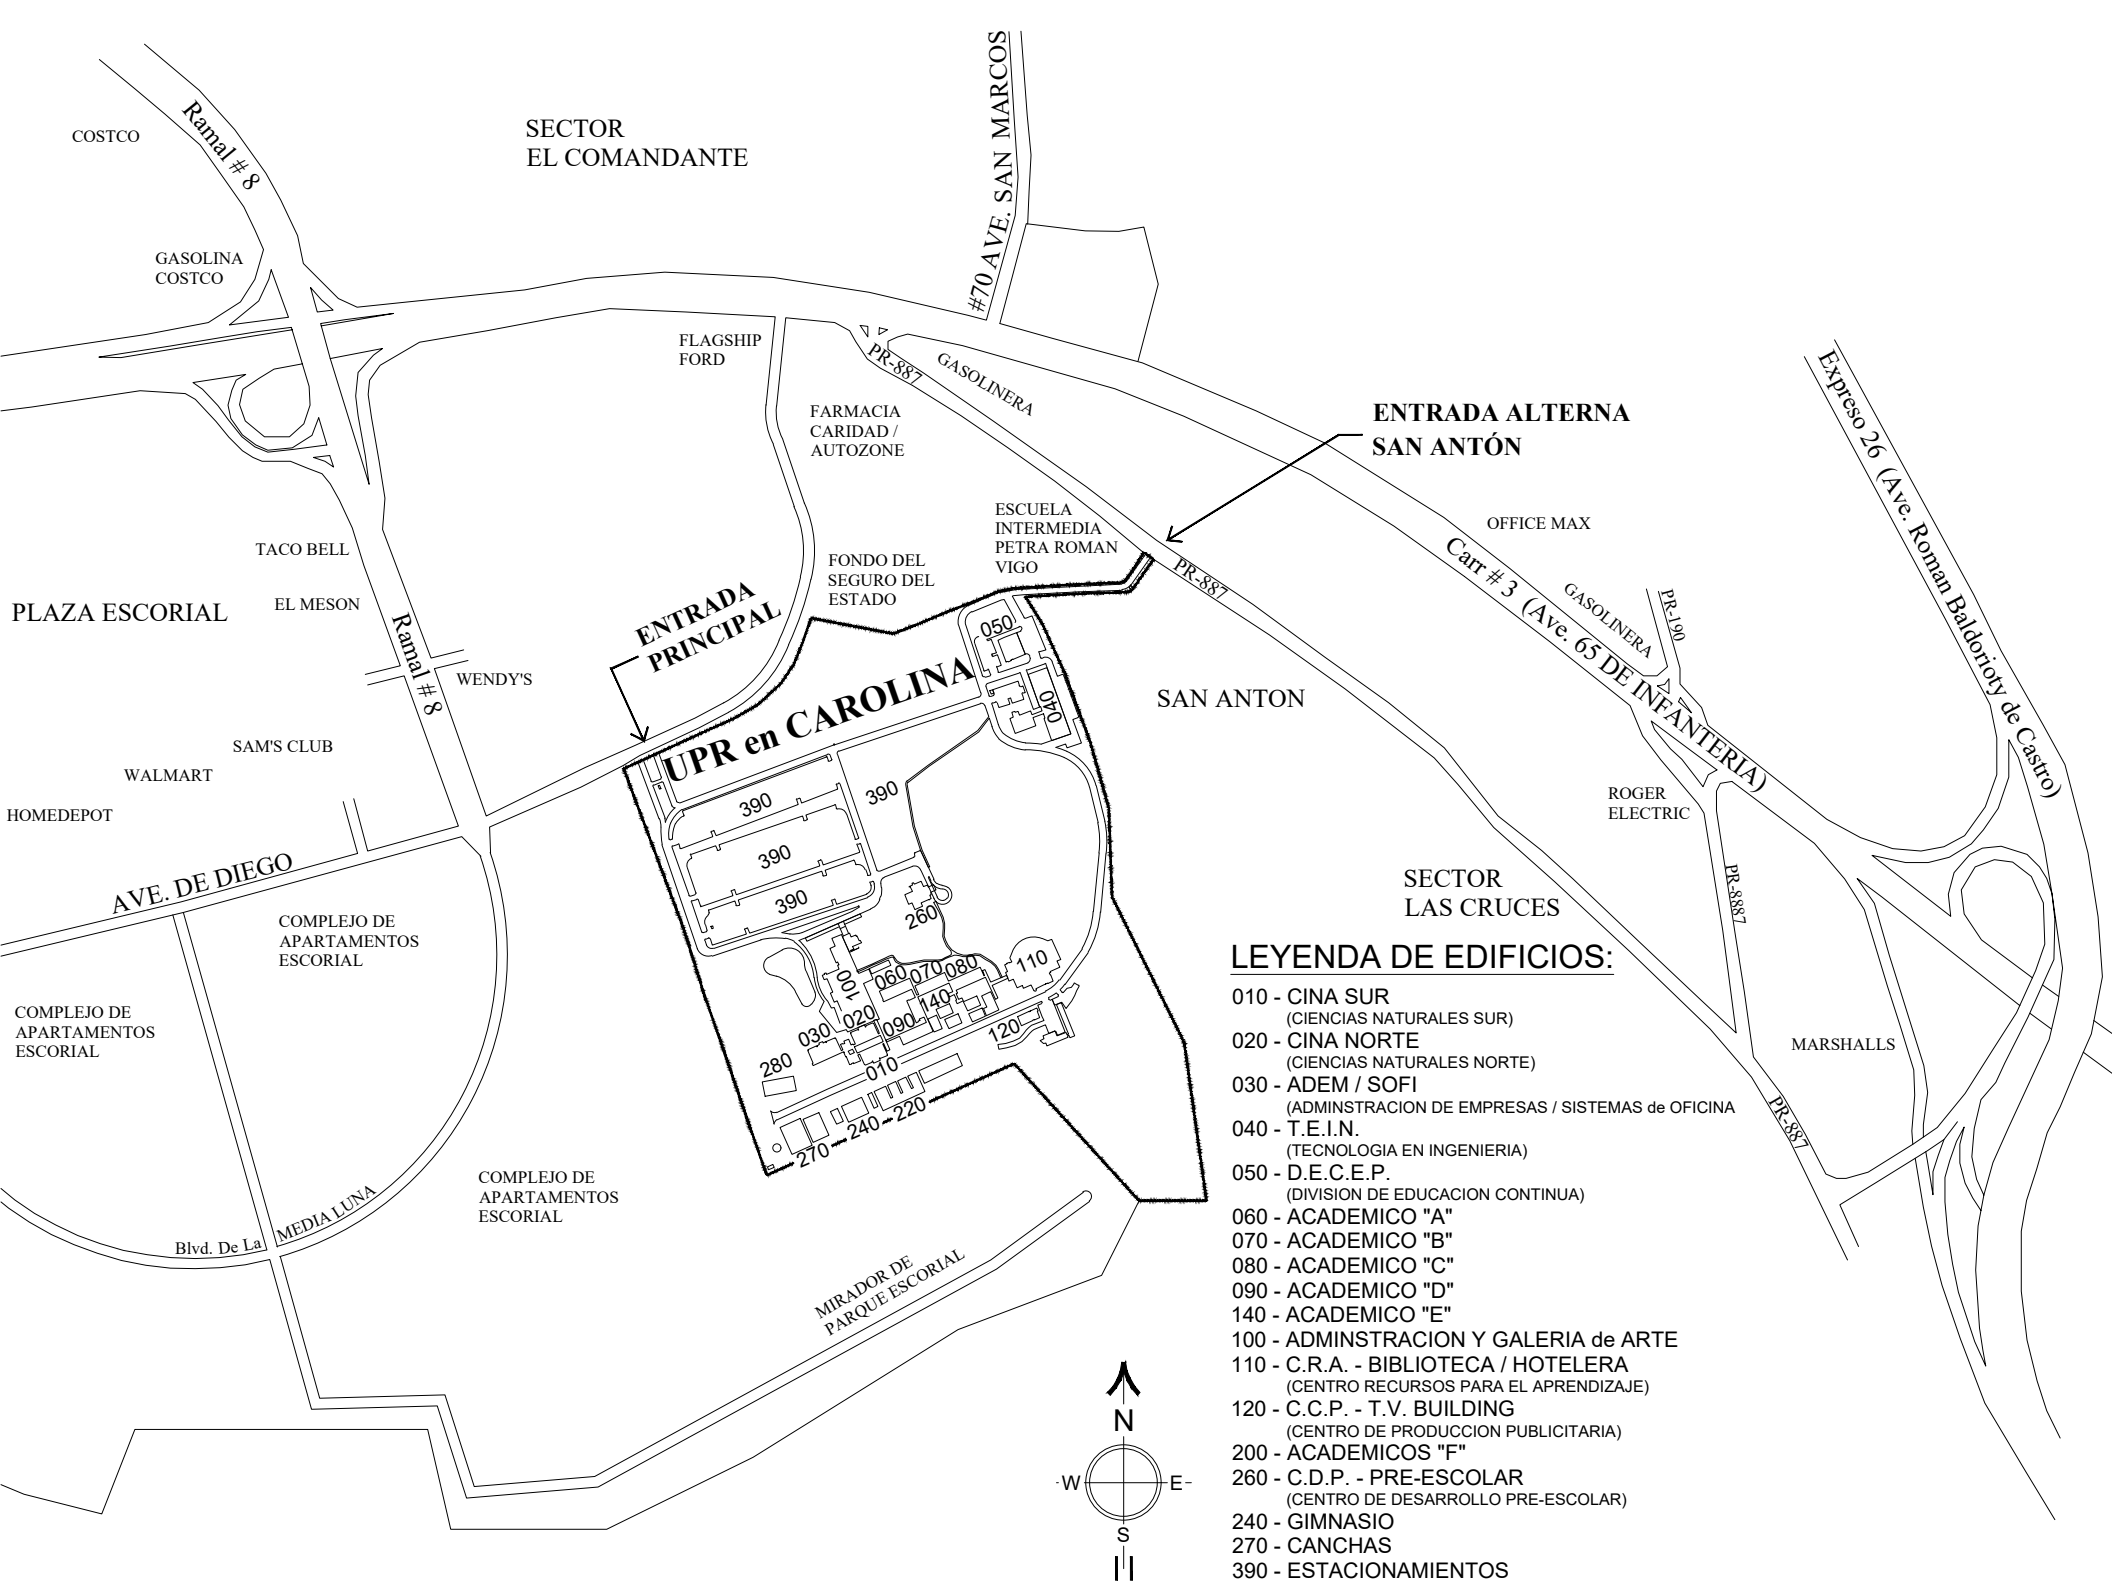 COSTCO
Ramal # 8
SECTOR
EL COMANDANTE
#70 AVE. SAN MARCOS
GASOLINA
COSTCO
FLAGSHIP
FORD
PR-887
GASOLINERA
FARMACIA
CARIDAD /
AUTOZONE
ENTRADA ALTERNA
SAN ANTÓN
Expreso 26 (Ave. Roman Baldorioty de Castro)
ESCUELA
INTERMEDIA
PETRA ROMAN
VIGO
OFFICE MAX
TACO BELL
FONDO DEL
SEGURO DEL
ESTADO
PR-887
Carr # 3 (Ave. 65 DE INFANTERIA)
GASOLINERA
PR-190
PLAZA ESCORIAL
EL MESON
Ramal # 8
ENTRADA
PRINCIPAL
WENDY'S
UPR en CAROLINA
050
040
SAN ANTON
SAM'S CLUB
WALMART
HOMEDEPOT
390
390
390
390
ROGER
ELECTRIC
PR-8887
AVE. DE DIEGO
260
SECTOR
LAS CRUCES
COMPLEJO DE
APARTAMENTOS
ESCORIAL
COMPLEJO DE
APARTAMENTOS
ESCORIAL
100
060
070
080
110
140
020
090
030
120
280
010
220
240
270
MARSHALLS
PR-887
COMPLEJO DE
APARTAMENTOS
ESCORIAL
Blvd. De La MEDIA LUNA
MIRADOR DE
PARQUE ESCORIAL
N
W
E
S
LEYENDA DE EDIFICIOS:
010 - CINA SUR
(CIENCIAS NATURALES SUR)
020 - CINA NORTE
(CIENCIAS NATURALES NORTE)
030 - ADEM / SOFI
(ADMINSTRACION DE EMPRESAS / SISTEMAS de OFICINA
040 - T.E.I.N.
(TECNOLOGIA EN INGENIERIA)
050 - D.E.C.E.P.
(DIVISION DE EDUCACION CONTINUA)
060 - ACADEMICO "A"
070 - ACADEMICO "B"
080 - ACADEMICO "C"
090 - ACADEMICO "D"
140 - ACADEMICO "E"
100 - ADMINSTRACION Y GALERIA de ARTE
110 - C.R.A. - BIBLIOTECA / HOTELERA
(CENTRO RECURSOS PARA EL APRENDIZAJE)
120 - C.C.P. - T.V. BUILDING
(CENTRO DE PRODUCCION PUBLICITARIA)
200 - ACADEMICOS "F"
260 - C.D.P. - PRE-ESCOLAR
(CENTRO DE DESARROLLO PRE-ESCOLAR)
240 - GIMNASIO
270 - CANCHAS
390 - ESTACIONAMIENTOS